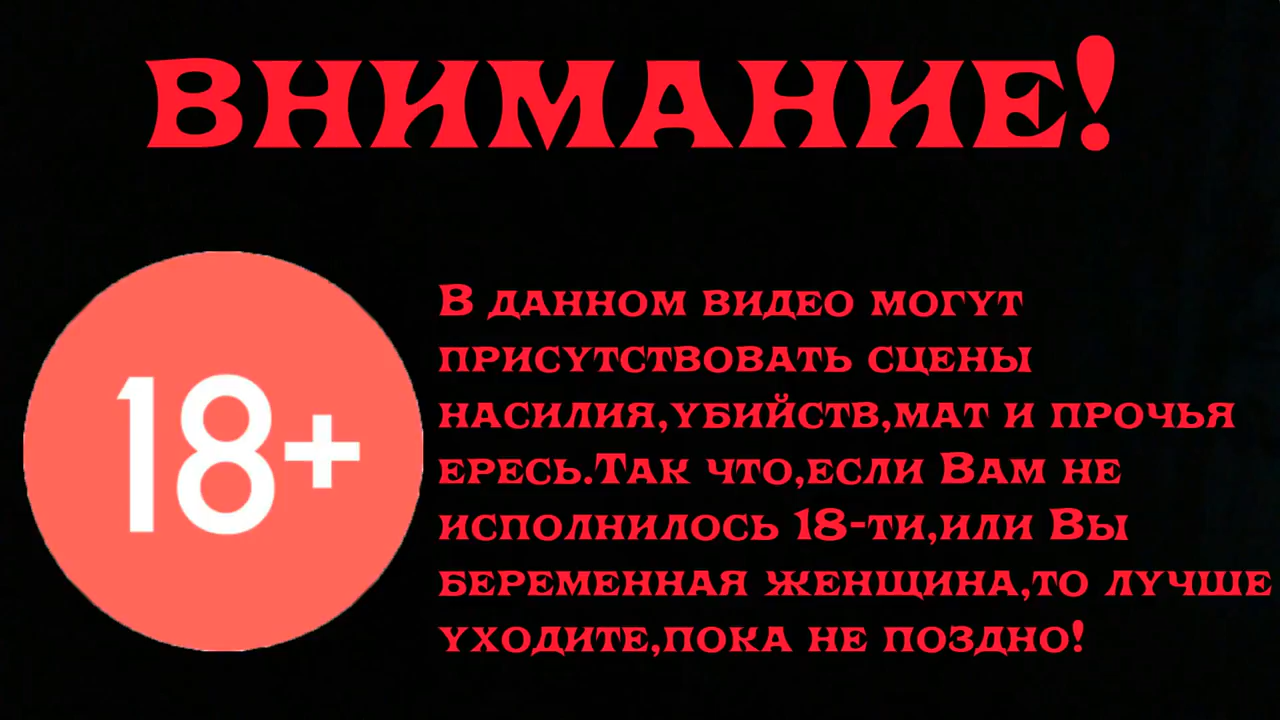 ВНИМАНИЕ!
18+
В данном видео могут
присутствовать сцены
насилия,убийств,мат и прочья
ересь.Так что,если Вам не
исполнилось 18-ти,или Вы
беременная женщина,то лучше
уходите,пока не поздно!